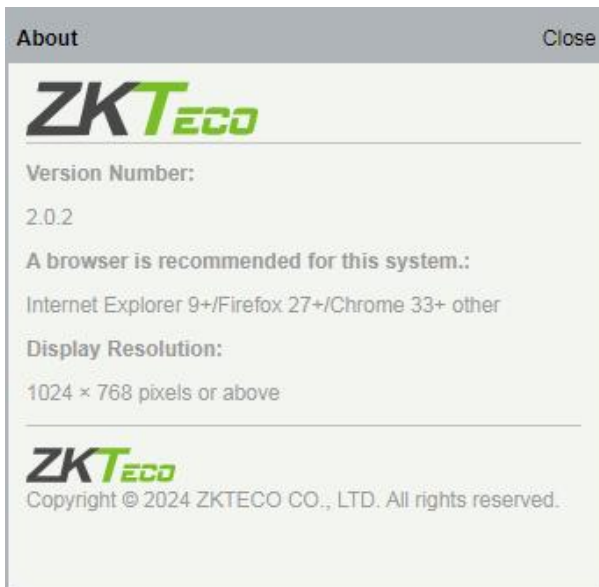 About
Close
ZKTECO
Version Number:
2.0.2
A browser is recommended for this system.:
Internet Explorer 9+/Firefox 27+/Chrome 33+ other
Display Resolution:
1024 × 768 pixels or above
ZKTECO
Copyright © 2024 ZKTECO CO., LTD. All rights reserved.